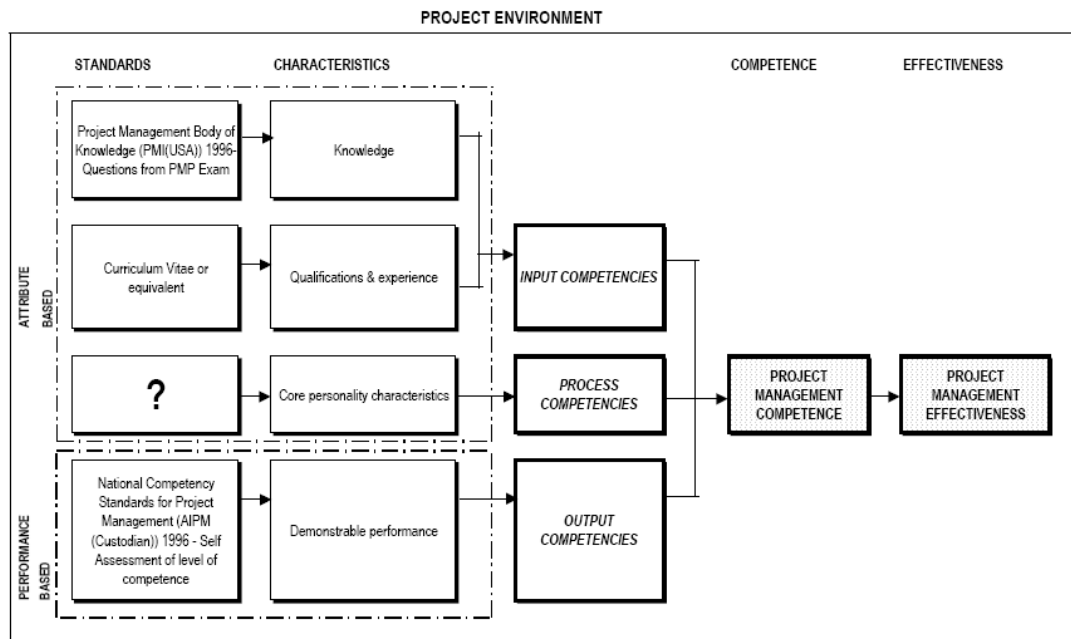 PROJECT ENVIRONMENT
STANDARDS
CHARACTERISTICS
COMPETENCE
EFFECTIVENESS
ATTRIBUTE
BASED
Project Management Body of
Knowledge (PMI(USA)) 1996-
Questions from PMP Exam
Knowledge
Curriculum Vitae or
equivalent
Qualifications & experience
INPUT COMPETENCIES
?
Core personality characteristics
PROCESS
COMPETENCIES
PROJECT
MANAGEMENT
COMPETENCE
PROJECT
MANAGEMENT
EFFECTIVENESS
PERFORMANCE
BASED
National Competency
Standards for Project
Management (AIPM
(Custodian)) 1996 - Self
Assessment of level of
competence
Demonstrable performance
OUTPUT
COMPETENCIES